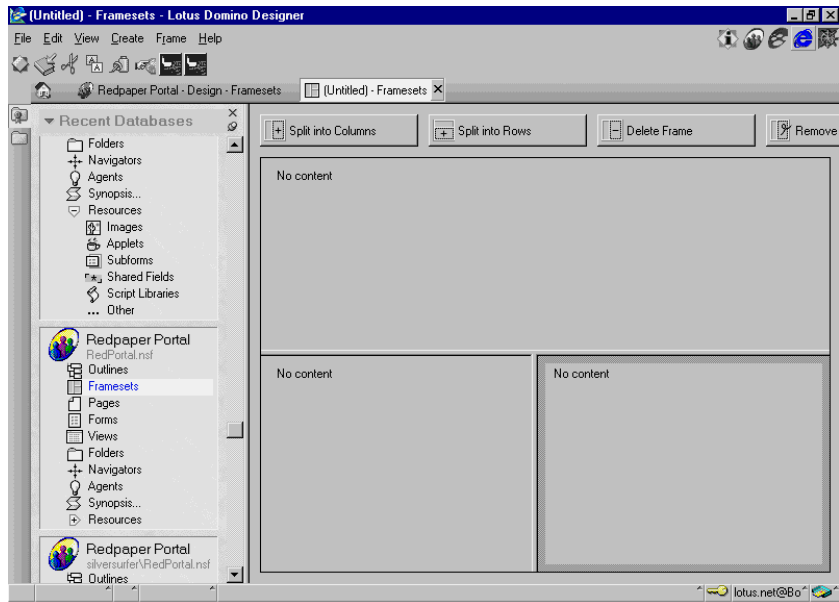 (Untitled) - Framesets - Lotus Domino Designer
File Edit View Create Frame Help
Redpaper Portal - Design - Framesets
(Untitled) - Framesets
Recent Databases
Folders
Navigators
Agents
Synopsis...
Resources
Images
Applets
Subforms
Shared Fields
Script Libraries
... Other
Redpaper Portal
RedPortal.nsf
Outlines
Framesets
Pages
Forms
Views
Folders
Navigators
Agents
Synopsis...
Resources
Redpaper Portal
silversurfer\RedPortal.nsf
Outlines
Split into Columns
Split into Rows
Delete Frame
Remove
No content
No content
No content
lotus.net@Bo